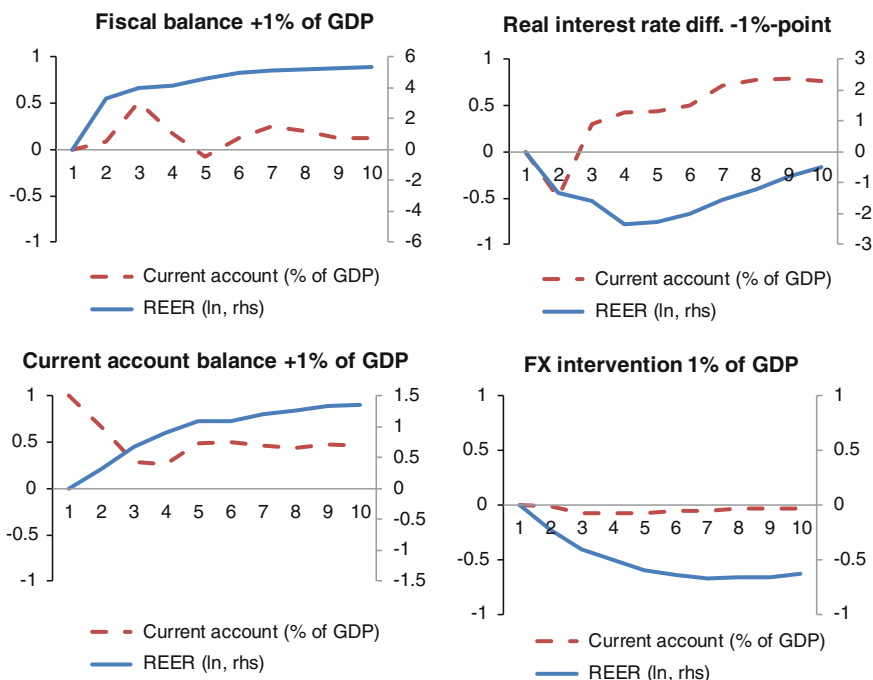 Fiscal balance +1% of GDP
1
0.5
0
-0.5
-1
1 2 3 4 5 6 7 8 9 10
6
4
2
0
-2
-4
-6
Current account (% of GDP)
REER (ln, rhs)
Real interest rate diff. -1%-point
1
0.5
0
-0.5
-1
1 2 3 4 5 6 7 8 9 10
3
2
1
0
-1
-2
-3
Current account (% of GDP)
REER (ln, rhs)
Current account balance +1% of GDP
1
0.5
0
-0.5
-1
1 2 3 4 5 6 7 8 9 10
1.5
1
0.5
0
-0.5
-1
-1.5
Current account (% of GDP)
REER (ln, rhs)
FX intervention 1% of GDP
1
0.5
0
-0.5
-1
1 2 3 4 5 6 7 8 9 10
1
0.5
0
-0.5
-1
Current account (% of GDP)
REER (ln, rhs)